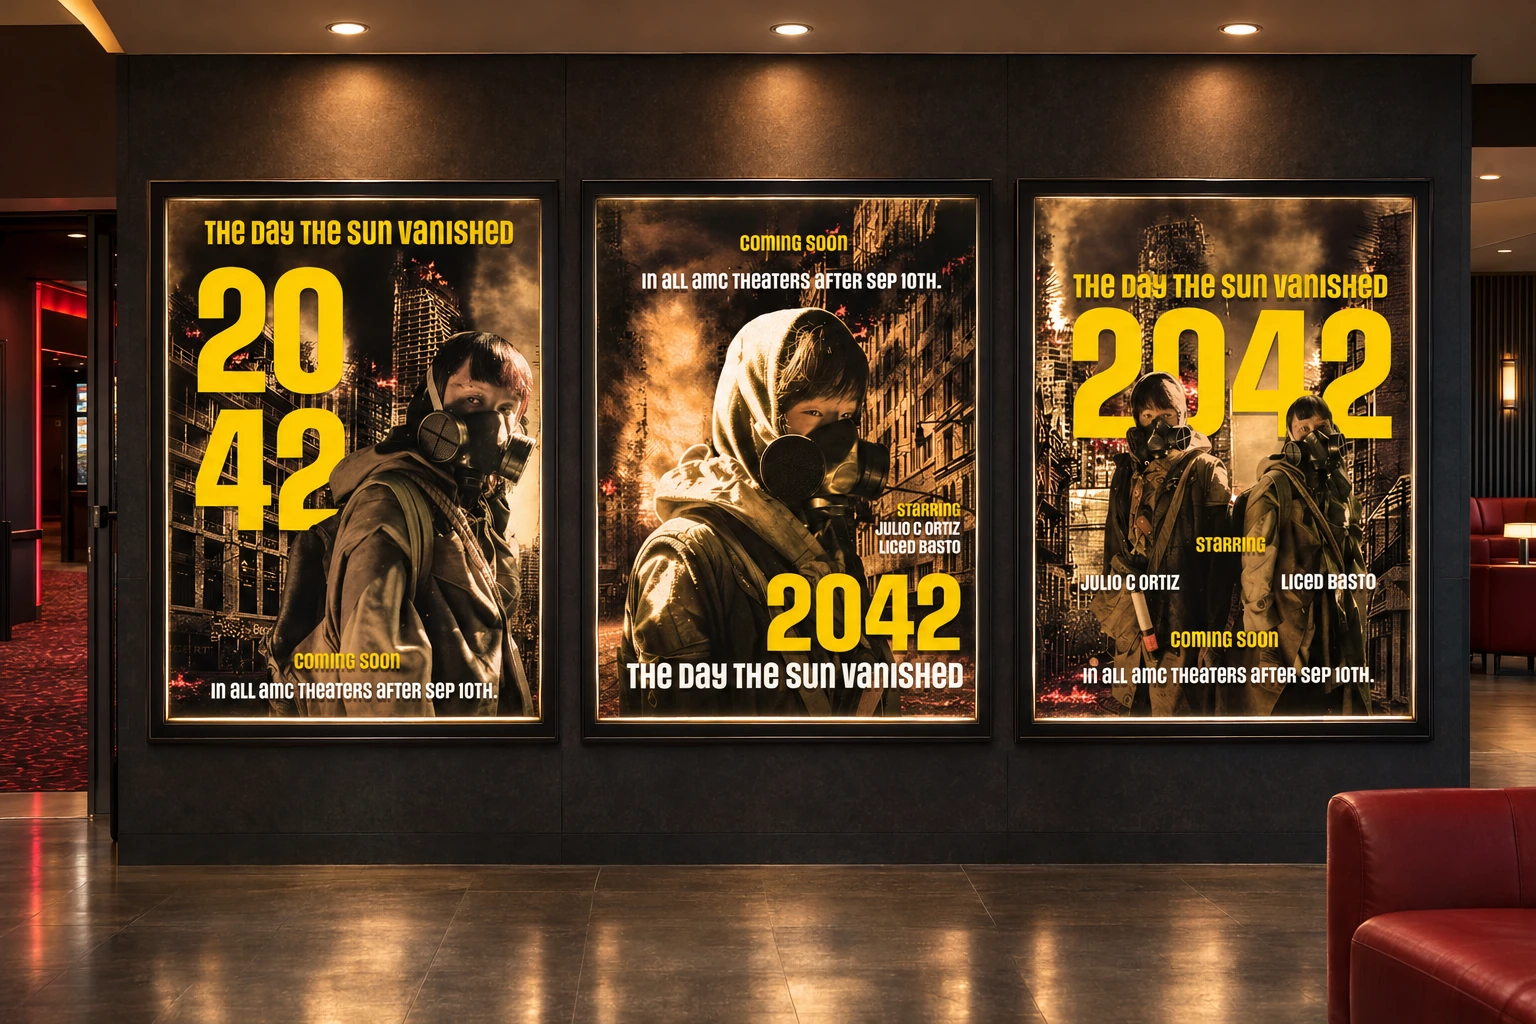 THE DAY THE SUN VANISHED
20
42
COMING SOON
IN ALL AMC THEATERS AFTER SEP 10TH.
COMING SOON
IN ALL AMC THEATERS AFTER SEP 10TH.
STARRING
JULIO C ORTIZ
LICED BASTO
2042
THE DAY THE SUN VANISHED
THE DAY THE SUN VANISHED
2042
STARRING
JULIO C ORTIZ LICED BASTO
COMING SOON
IN ALL AMC THEATERS AFTER SEP 10TH.